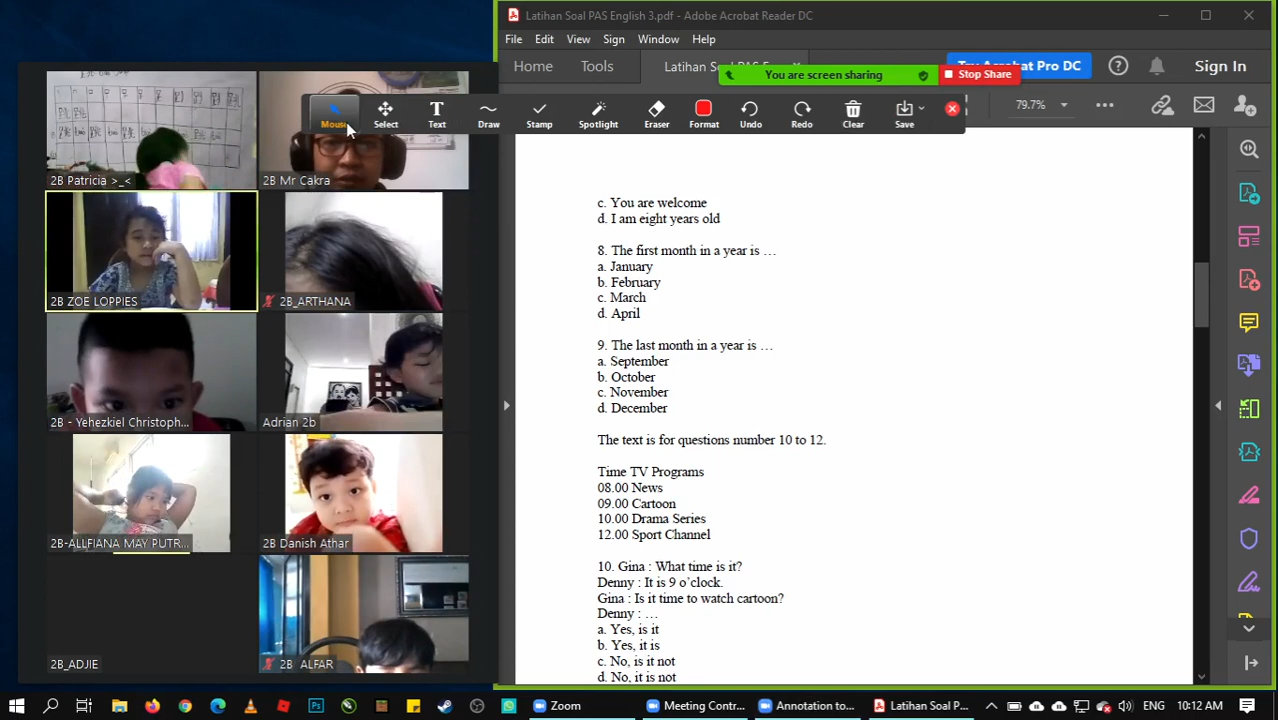 Latihan Soal PAS English 3.pdf - Adobe Acrobat Reader DC
File Edit View Sign Window Help
Home Tools
Try Acrobat Pro DC
Sign In
You are screen sharing
Stop Share
Mouse Select Text Draw Stamp Spotlight Eraser Format Undo Redo Clear Save
79.7%
2B Patricia >_<
2B Mr Cakra
2B ZOE LOPPIES
2B_ARTHANA
2B - Yehezkiel Christoph...
Adrian 2b
2B-ALLFIANA MAY PUTR...
2B Danish Athar
2B_ADJIE
2B_ALFAR
c. You are welcome
d. I am eight years old
8. The first month in a year is …
a. January
b. February
c. March
d. April
9. The last month in a year is …
a. September
b. October
c. November
d. December
The text is for questions number 10 to 12.
Time TV Programs
08.00 News
09.00 Cartoon
10.00 Drama Series
12.00 Sport Channel
10. Gina : What time is it?
Denny : It is 9 o’clock.
Gina : Is it time to watch cartoon?
Denny : …
a. Yes, is it
b. Yes, it is
c. No, is it not
d. No, it is not
Zoom
Meeting Contr...
Annotation to...
Latihan Soal P...
ENG
10:12 AM